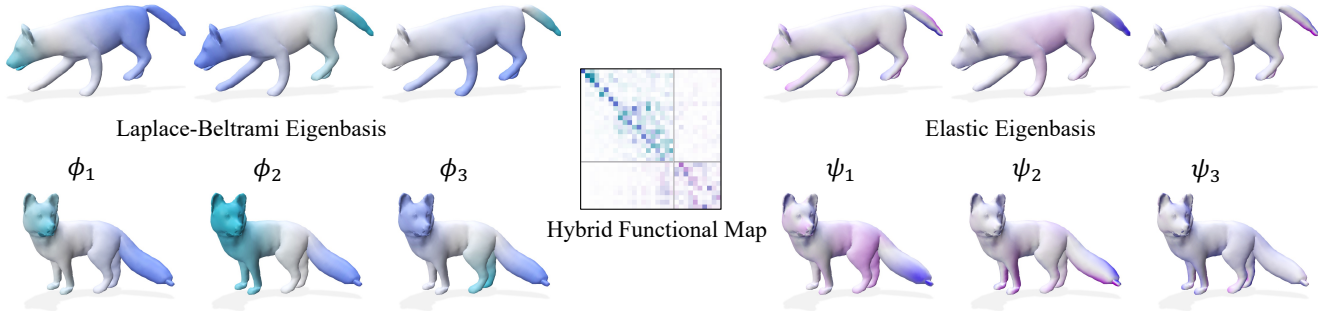 Laplace-Beltrami Eigenbasis
Elastic Eigenbasis
ϕ₁ ϕ₂ ϕ₃
ψ₁ ψ₂ ψ₃
Hybrid Functional Map